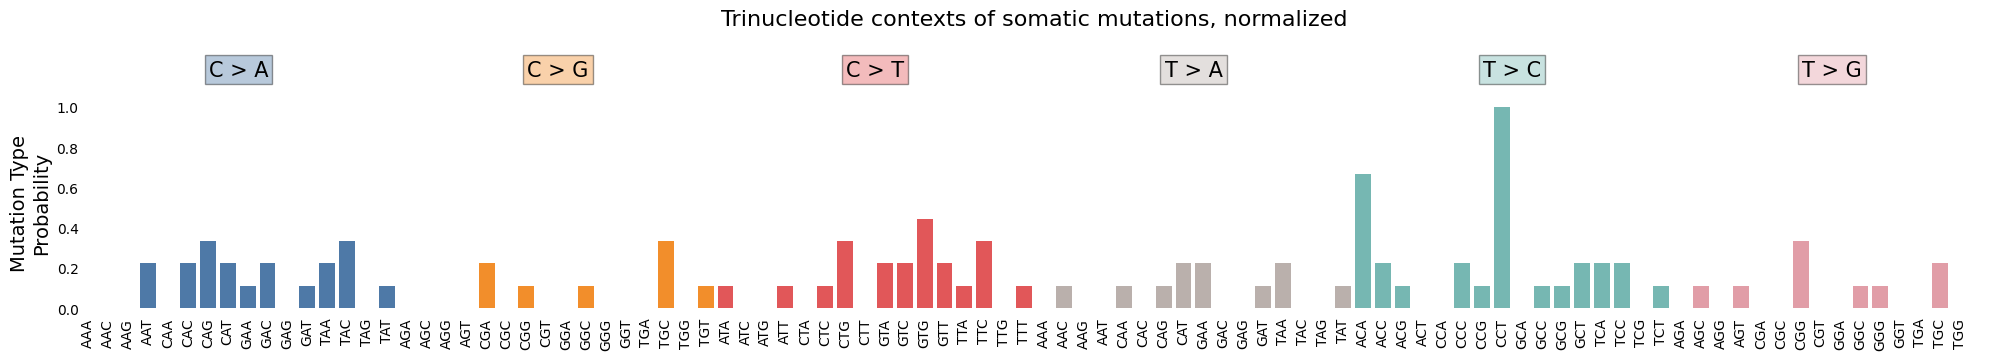 Trinucleotide contexts of somatic mutations, normalized
C > A C > G C > T T > A T > C T > G
Mutation Type
Probability
1.0
0.8
0.6
0.4
0.2
0.0
AAA AAC AAG AAT CAA CAC CAG CAT GAA GAC GAG GAT TAA TAC TAG TAT AGA AGC AGG AGT CGA CGC CGG CGT GGA GGC GGG GGT TGA TGC TGG TGT ATA ATC ATG ATT CTA CTC CTG CTT GTA GTC GTG GTT TTA TTC TTG TTT AAA AAC AAG AAT CAA CAC CAG CAT GAA GAC GAG GAT TAA TAC TAG TAT ACA ACC ACG ACT CCA CCC CCG CCT GCA GCC GCG GCT TCA TCC TCG TCT AGA AGC AGG AGT CGA CGC CGG CGT GGA GGC GGG GGT TGA TGC TGG